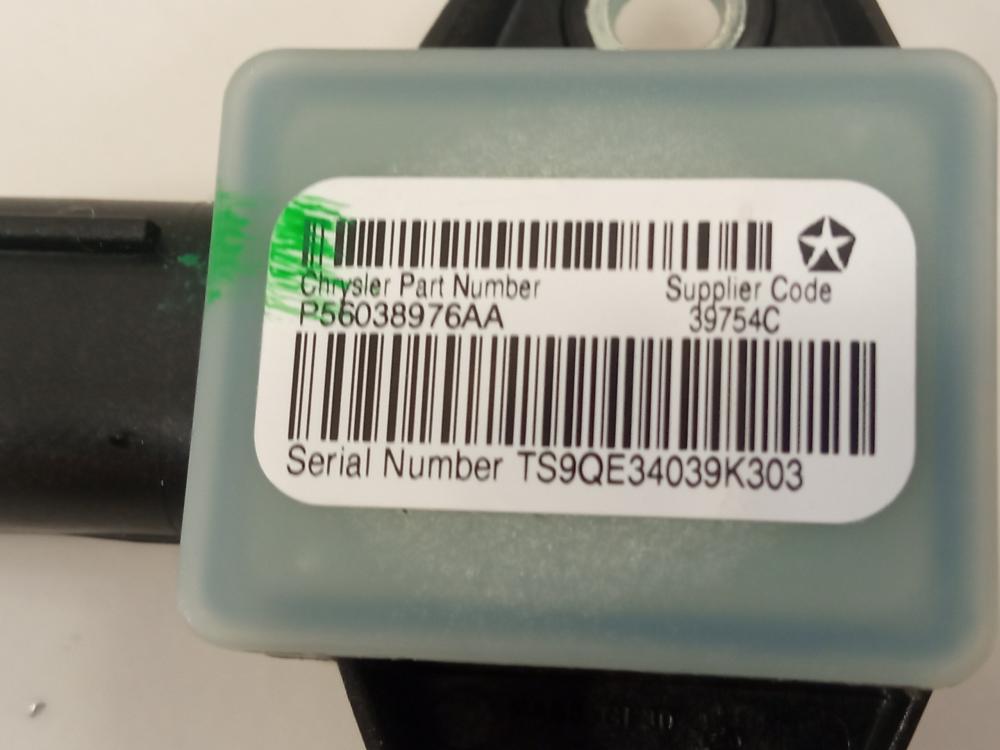 Chrysler Part Number
P56038976AA
Supplier Code
39754C
Serial Number TS9QE34039K303